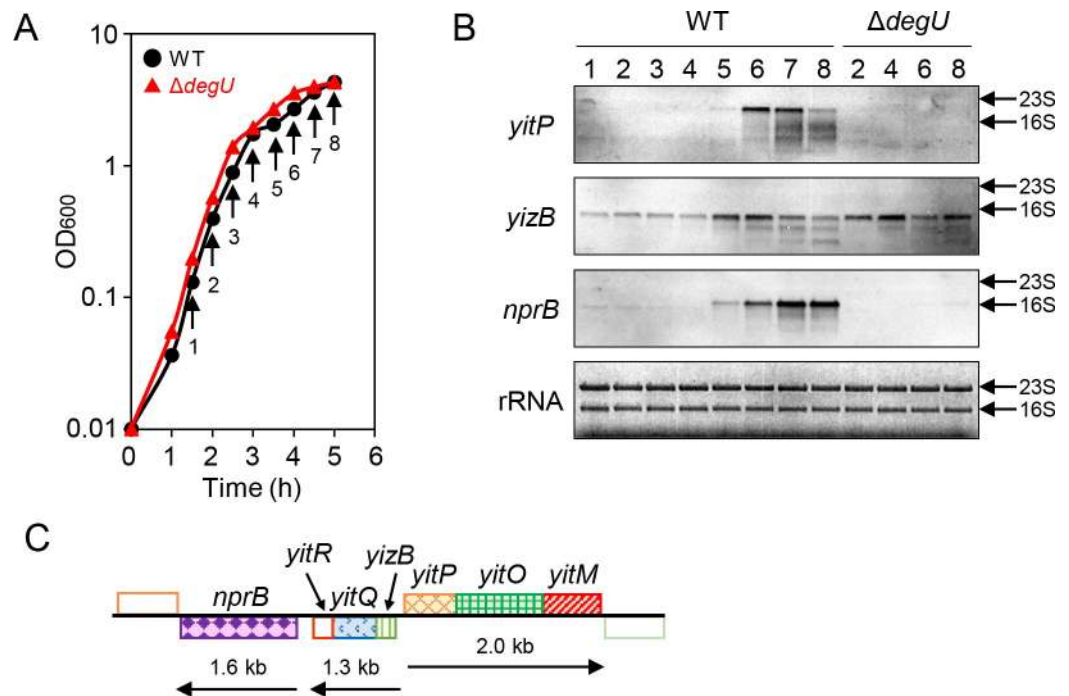 A
10
1
0.1
0.01
OD600
WT
ΔdegU
1
2
3
4
5
6
7
8
0 1 2 3 4 5 6
Time (h)
B
WT ΔdegU
1 2 3 4 5 6 7 8 2 4 6 8
yitP
23S
16S
yizB
23S
16S
nprB
23S
16S
rRNA
23S
16S
C
yitR yizB
nprB yitQ yitP yitO yitM
1.6 kb 1.3 kb 2.0 kb